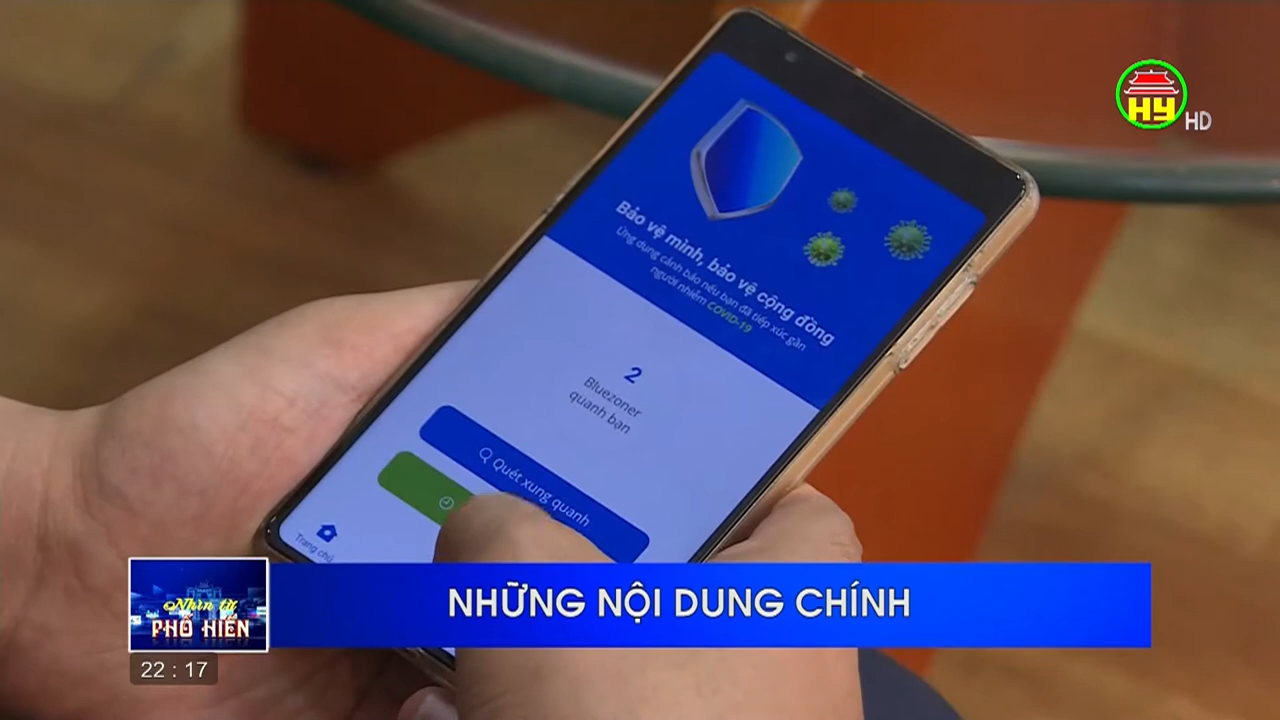 HY
HD
Bảo vệ mình, bảo vệ cộng đồng
Ứng dụng cảnh báo nếu bạn đã tiếp xúc gần
người nhiễm COVID-19
2
Bluezoner
quanh bạn
Quét xung quanh
Trang chủ
Nhìn từ
PHỐ HIẾN
NHỮNG NỘI DUNG CHÍNH
22 : 17